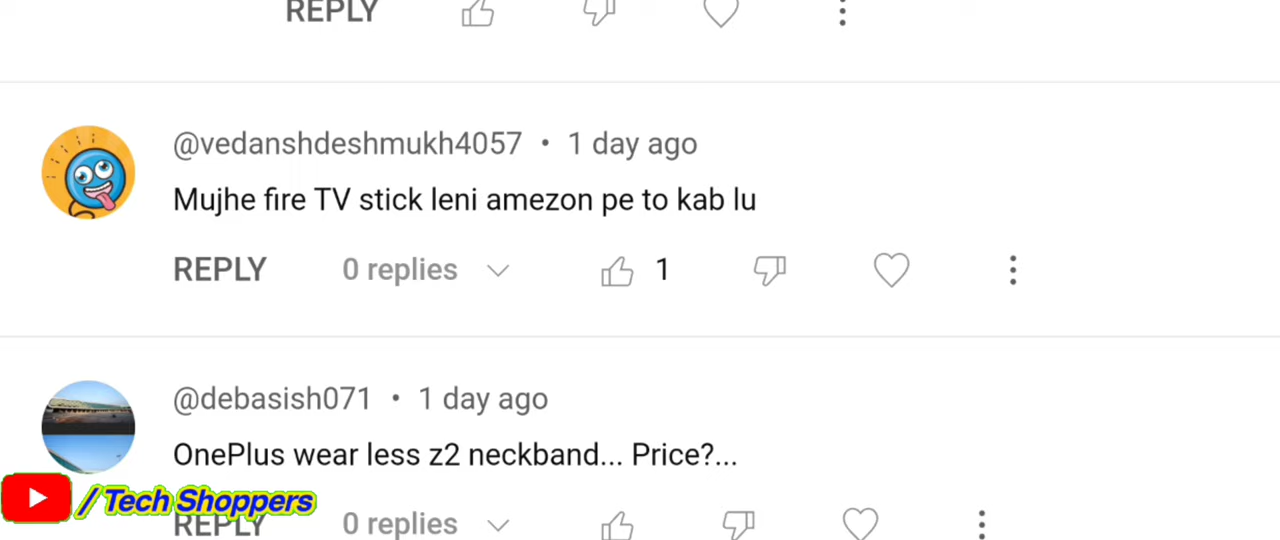 REPLY
@vedanshdeshmukh4057 • 1 day ago
Mujhe fire TV stick leni amezon pe to kab lu
REPLY 0 replies 1
@debasish071 • 1 day ago
OnePlus wear less z2 neckband... Price?...
/ Tech Shoppers
REPLY 0 replies